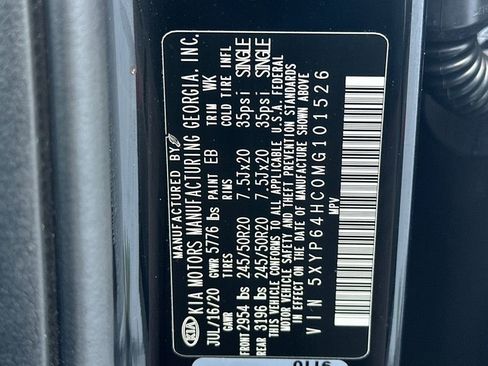 MANUFACTURED BY
KIA KIA MOTORS MANUFACTURING GEORGIA, INC.
JUL/16/20 GVWR 5776 lbs PAINT EB TRIM WK
GAWR TIRES RIMS COLD TIRE INFL
FRONT 2954 lbs 245/50R20 7.5Jx20 35psi SINGLE
REAR 3196 lbs 245/50R20 7.5Jx20 35psi SINGLE
THIS VEHICLE CONFORMS TO ALL APPLICABLE U.S.A. FEDERAL
MOTOR VEHICLE SAFETY AND THEFT PREVENTION STANDARDS
IN EFFECT ON THE DATE OF MANUFACTURE SHOWN ABOVE
MPV
VIN 5XYP64HC0MG101526